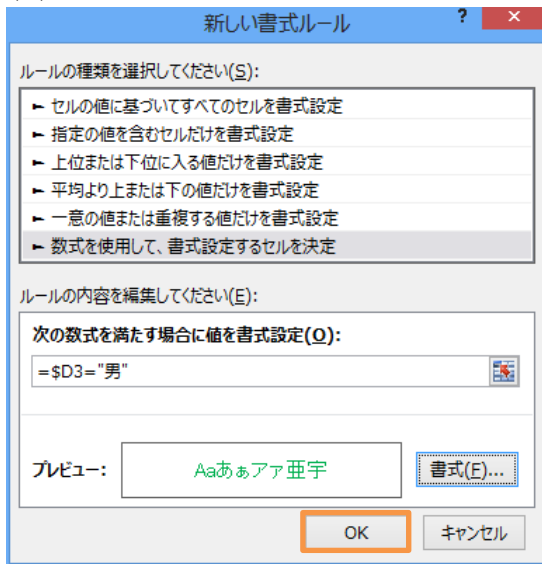 新しい書式ルール
? ×
ルールの種類を選択してください(S):
► セルの値に基づいてすべてのセルを書式設定
► 指定の値を含むセルだけを書式設定
► 上位または下位に入る値だけを書式設定
► 平均より上または下の値だけを書式設定
► 一意の値または重複する値だけを書式設定
► 数式を使用して、書式設定するセルを決定
ルールの内容を編集してください(E):
次の数式を満たす場合に値を書式設定(O):
=$D3="男"
プレビュー: Aaあぁアァ亜宇 書式(F)...
OK キャンセル